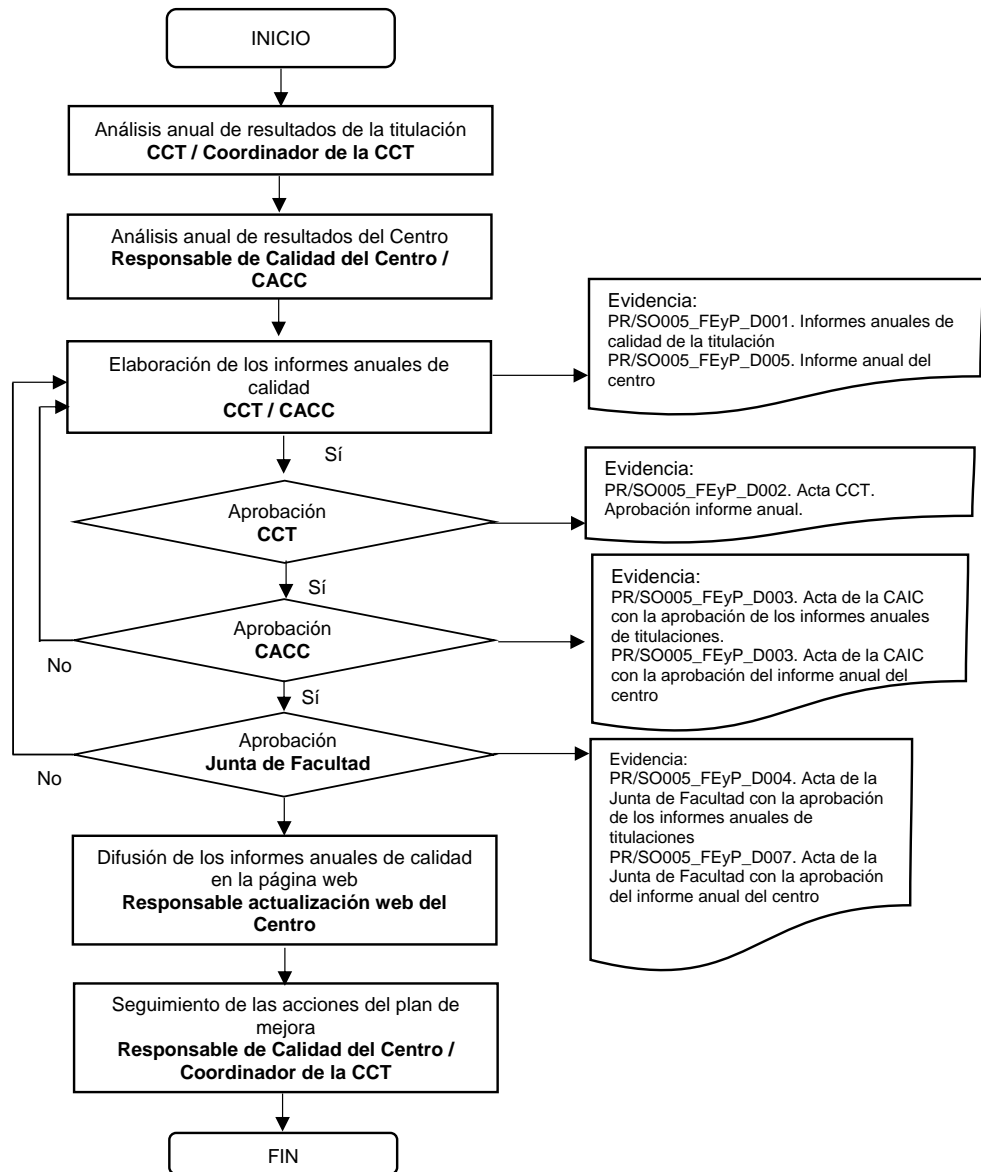 INICIO
Análisis anual de resultados de la titulación
CCT / Coordinador de la CCT
Análisis anual de resultados del Centro
Responsable de Calidad del Centro /
CACC
Elaboración de los informes anuales de
calidad
CCT / CACC
Evidencia:
PR/SO005_FEyP_D001. Informes anuales de
calidad de la titulación
PR/SO005_FEyP_D005. Informe anual del
centro
Sí
Aprobación
CCT
Evidencia:
PR/SO005_FEyP_D002. Acta CCT.
Aprobación informe anual.
Sí
Aprobación
CACC
No
Evidencia:
PR/SO005_FEyP_D003. Acta de la CAIC
con la aprobación de los informes anuales
de titulaciones.
PR/SO005_FEyP_D003. Acta de la CAIC
con la aprobación del informe anual del
centro
Sí
Aprobación
Junta de Facultad
No
Evidencia:
PR/SO005_FEyP_D004. Acta de la
Junta de Facultad con la aprobación
de los informes anuales de
titulaciones
PR/SO005_FEyP_D007. Acta de la
Junta de Facultad con la aprobación
del informe anual del centro
Difusión de los informes anuales de calidad
en la página web
Responsable actualización web del
Centro
Seguimiento de las acciones del plan de
mejora
Responsable de Calidad del Centro /
Coordinador de la CCT
FIN